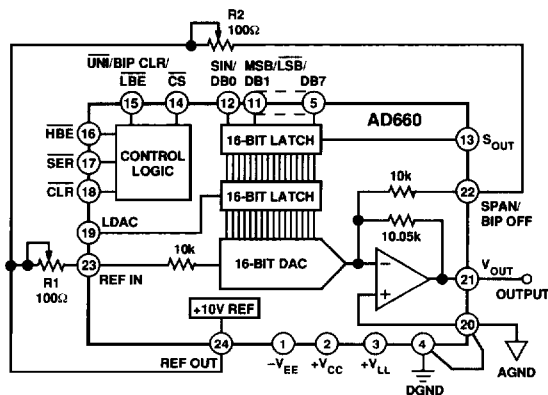 R2
100Ω
UNI/BIP CLR/
LBE
CS
SIN/
DB0
MSB/LSB/
DB1
DB7
15
14
12
11
5
AD660
HBE
16
SER
17
CLR
18
CONTROL
LOGIC
16-BIT LATCH
13
SOUT
LDAC
19
16-BIT LATCH
10k
22
SPAN/
BIP OFF
10.05k
23
REF IN
R1
100Ω
10k
16-BIT DAC
−
+
21
VOUT
OUTPUT
+10V REF
20
24
REF OUT
1
−VEE
2
+VCC
3
+VLL
4
DGND
AGND